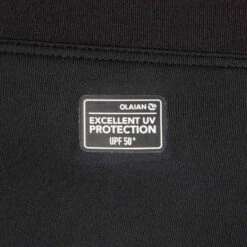 OLAIAN
EXCELLENT UV
PROTECTION
UPF 50+